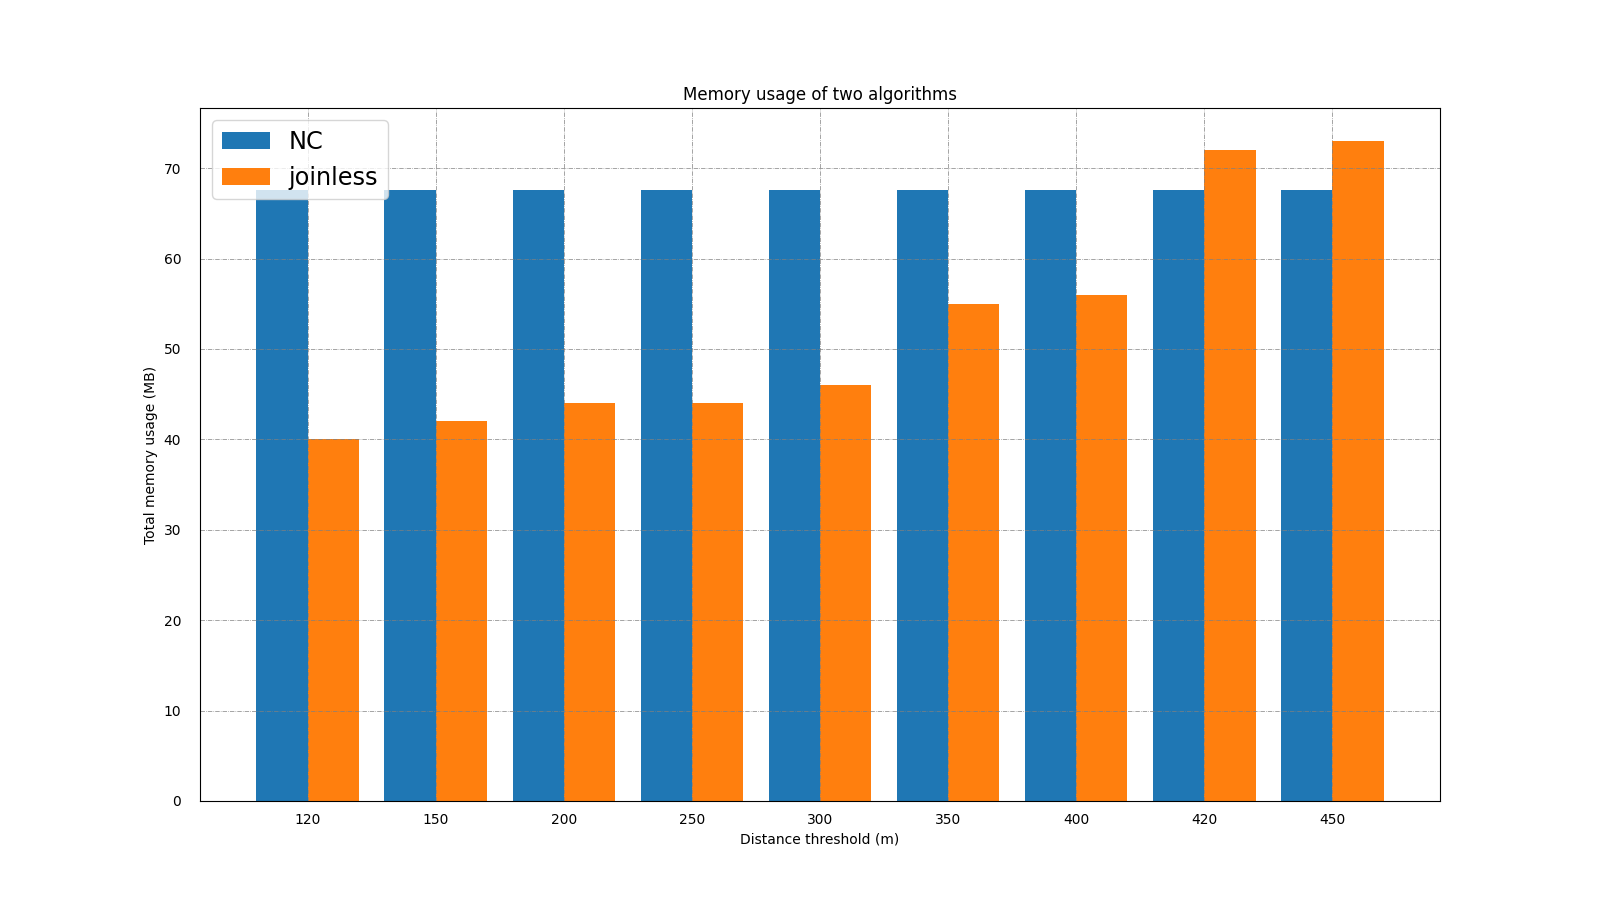 Memory usage of two algorithms
NC
joinless
Total memory usage (MB)
70
60
50
40
30
20
10
0
120 150 200 250 300 350 400 420 450
Distance threshold (m)